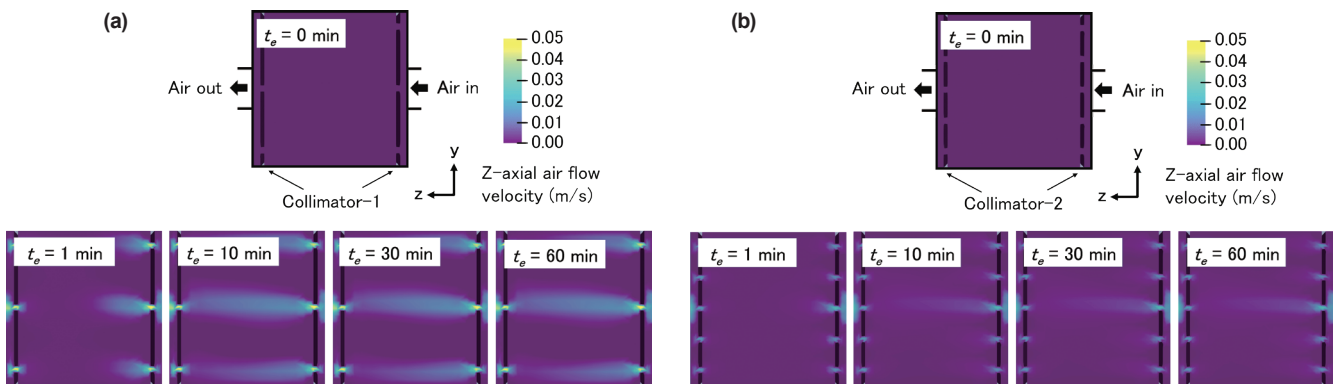 (a)
t_e = 0 min
Air out
Air in
0.05
0.04
0.03
0.02
0.01
0.00
y
z
Z-axial air flow
velocity (m/s)
Collimator-1
t_e = 1 min
t_e = 10 min
t_e = 30 min
t_e = 60 min
(b)
t_e = 0 min
Air out
Air in
0.05
0.04
0.03
0.02
0.01
0.00
y
z
Z-axial air flow
velocity (m/s)
Collimator-2
t_e = 1 min
t_e = 10 min
t_e = 30 min
t_e = 60 min